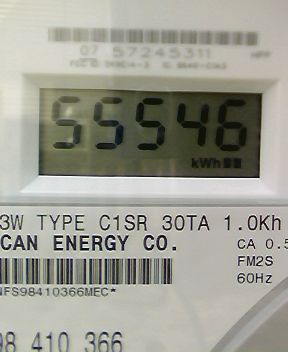 07 57245311
55546
kWh
3W TYPE C1SR 30TA 1.0Kh
CAN ENERGY CO.
CA 0.5
FM2S
60Hz
NFS98410366MEC*
98 410 366